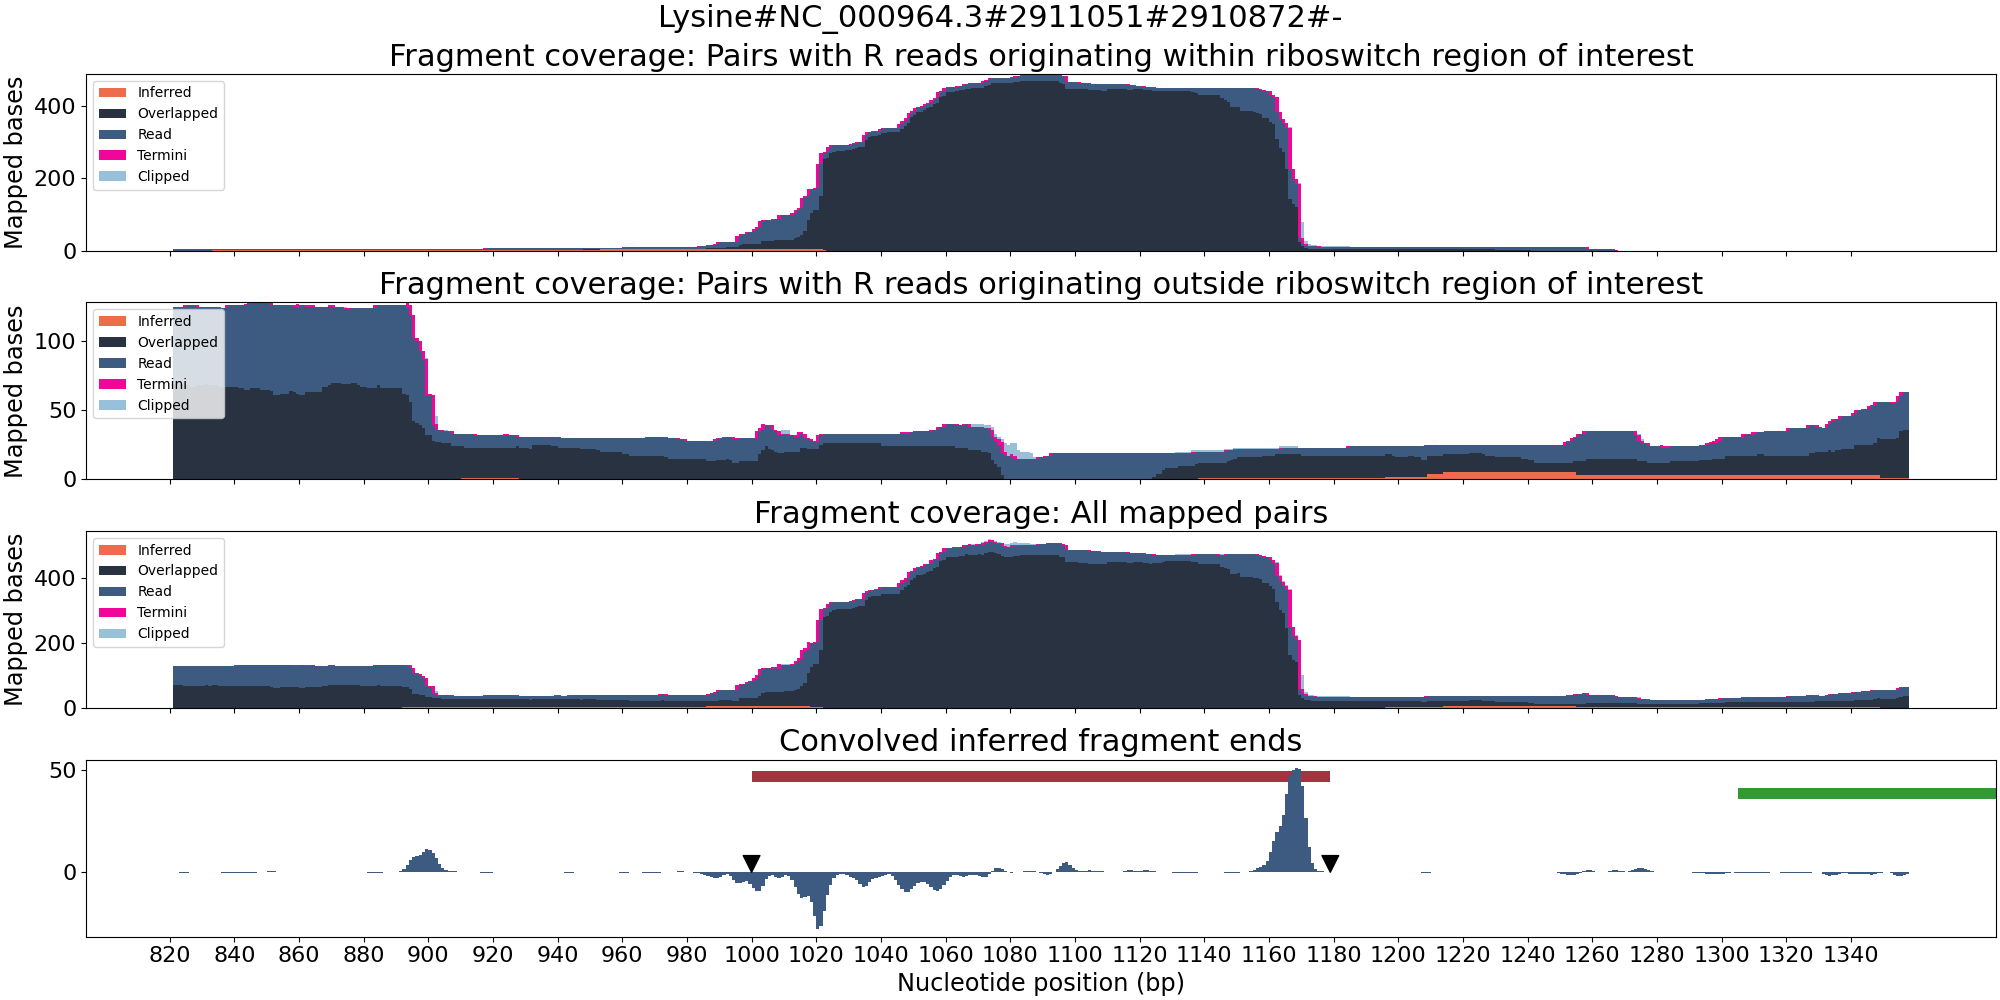 Lysine#NC_000964.3#2911051#2910872#-
Fragment coverage: Pairs with R reads originating within riboswitch region of interest
Mapped bases
400
200
0
Inferred
Overlapped
Read
Termini
Clipped
Fragment coverage: Pairs with R reads originating outside riboswitch region of interest
Mapped bases
100
50
0
Inferred
Overlapped
Read
Termini
Clipped
Fragment coverage: All mapped pairs
Mapped bases
400
200
0
Inferred
Overlapped
Read
Termini
Clipped
Convolved inferred fragment ends
50
0
820 840 860 880 900 920 940 960 980 1000 1020 1040 1060 1080 1100 1120 1140 1160 1180 1200 1220 1240 1260 1280 1300 1320 1340
Nucleotide position (bp)